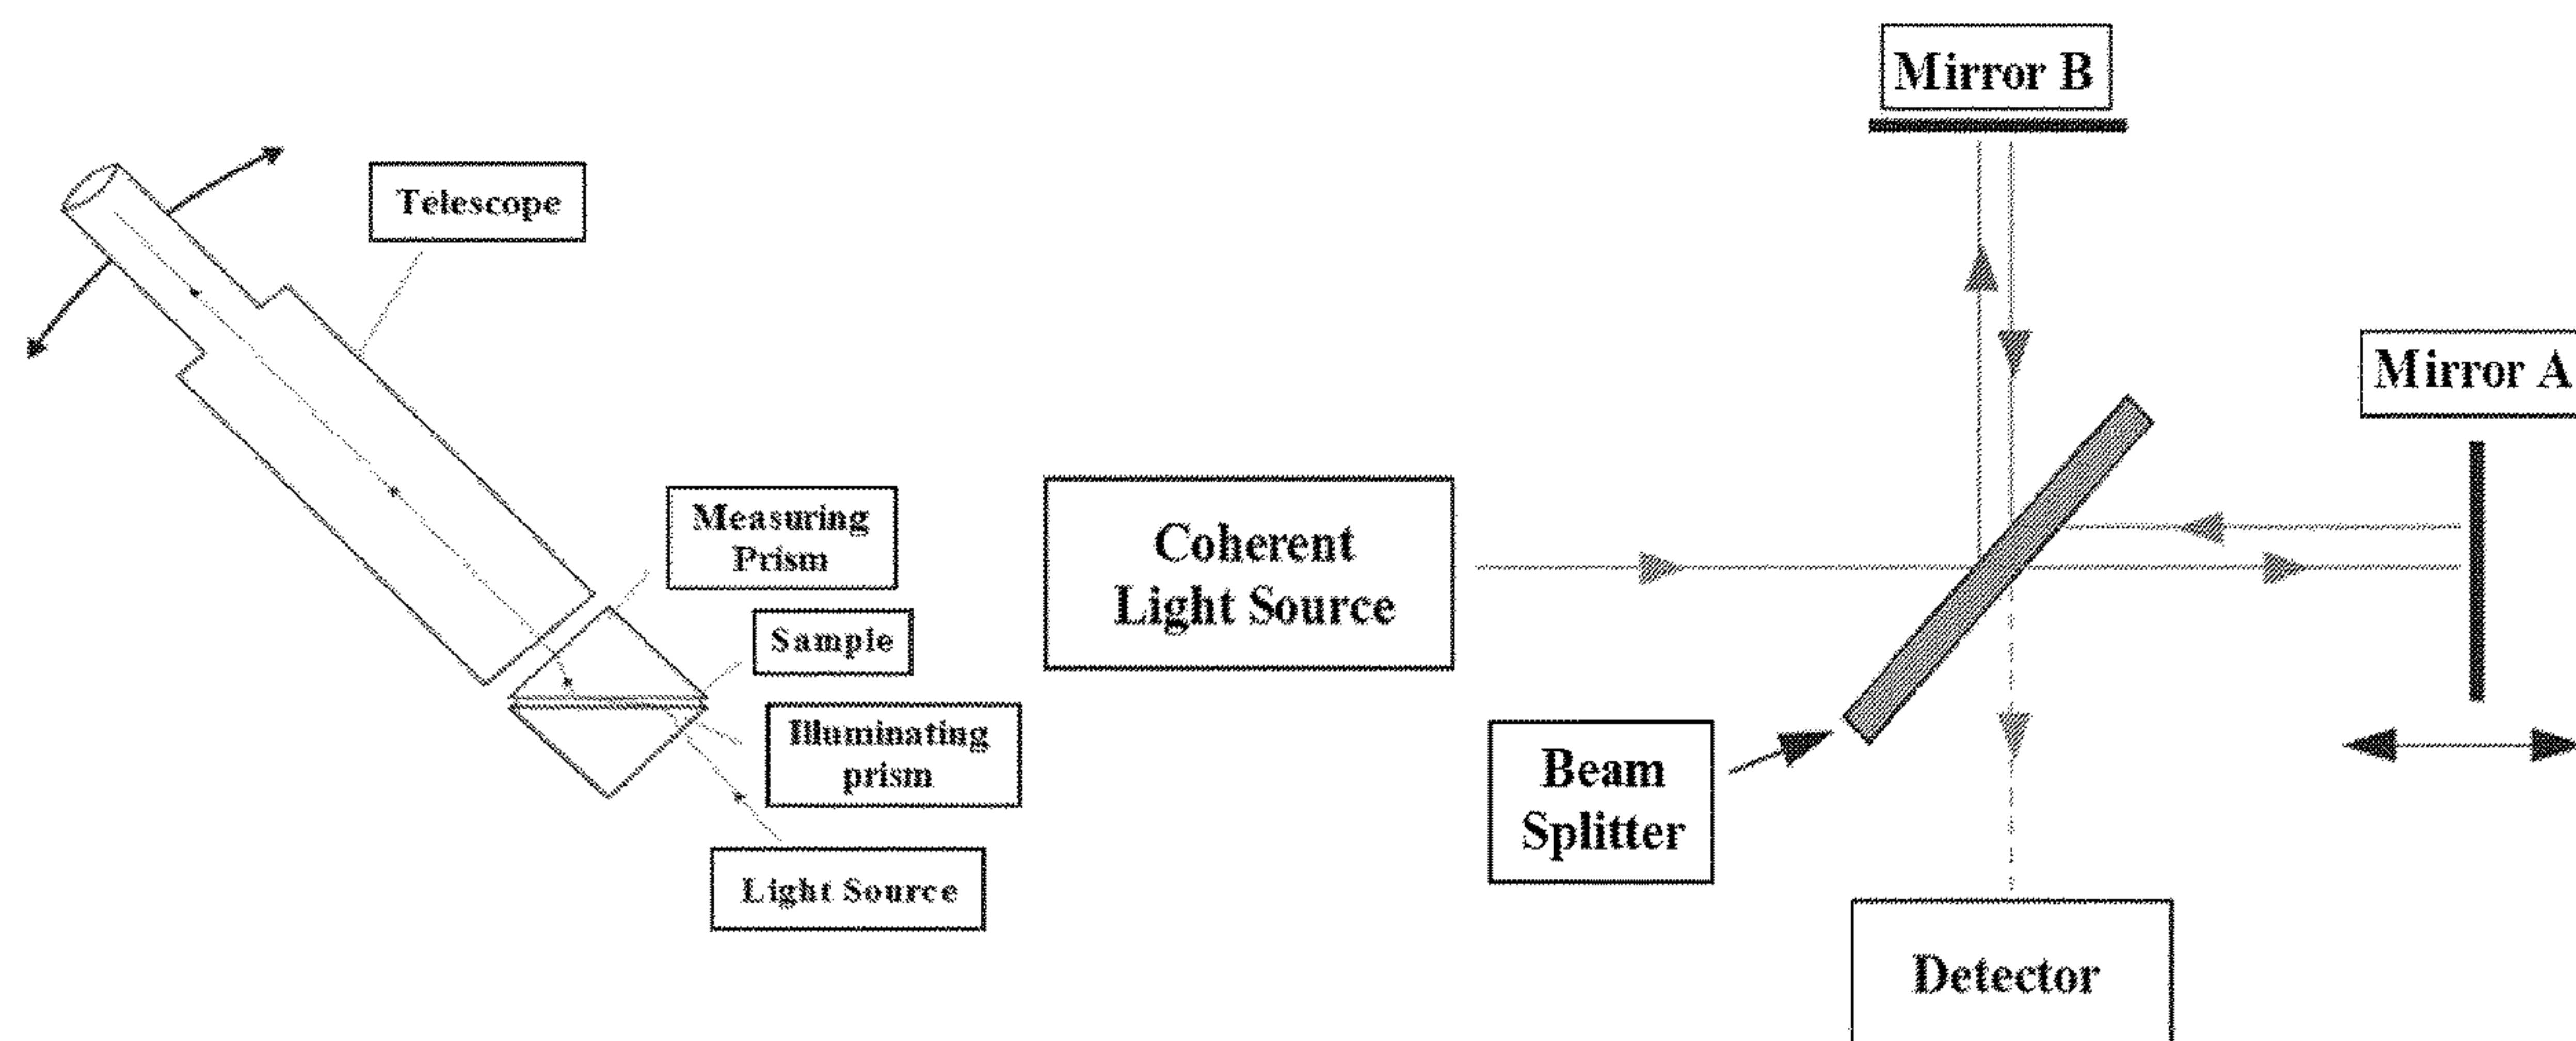 Telescope
Measuring
Prism
Sample
Illuminating
prism
Light Source
Mirror B
Mirror A
Coherent
Light Source
Beam
Splitter
Detector